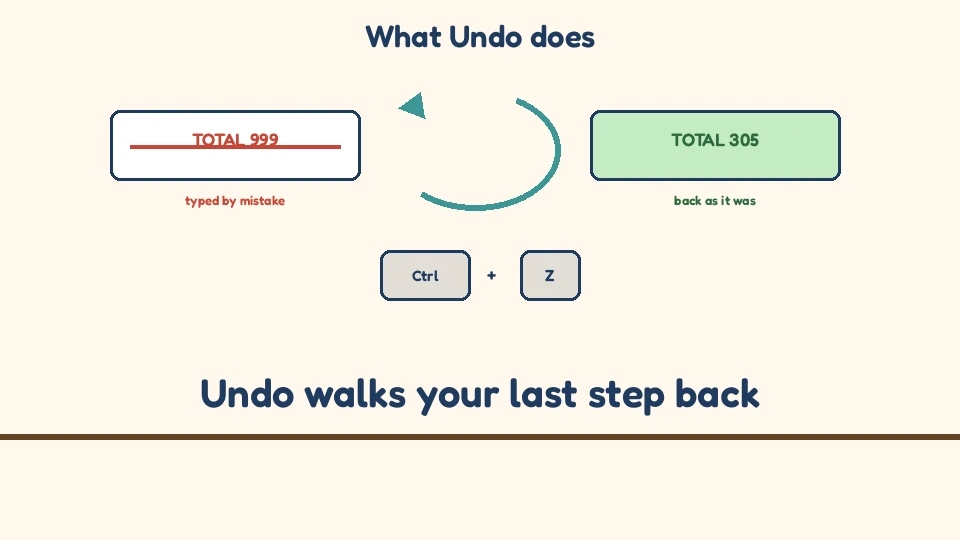 What Undo does
TOTAL 999
TOTAL 305
typed by mistake
back as it was
Ctrl + Z
Undo walks your last step back